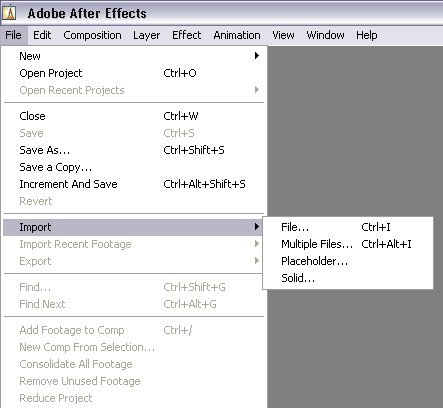 Adobe After Effects
File Edit Composition Layer Effect Animation View Window Help
New
Open Project Ctrl+O
Open Recent Projects
Close Ctrl+W
Save Ctrl+S
Save As... Ctrl+Shift+S
Save a Copy...
Increment And Save Ctrl+Alt+Shift+S
Revert
Import
File... Ctrl+I
Import Recent Footage
Multiple Files... Ctrl+Alt+I
Export
Placeholder...
Solid...
Find... Ctrl+Shift+G
Find Next Ctrl+Alt+G
Add Footage to Comp Ctrl+/
New Comp From Selection...
Consolidate All Footage
Remove Unused Footage
Reduce Project